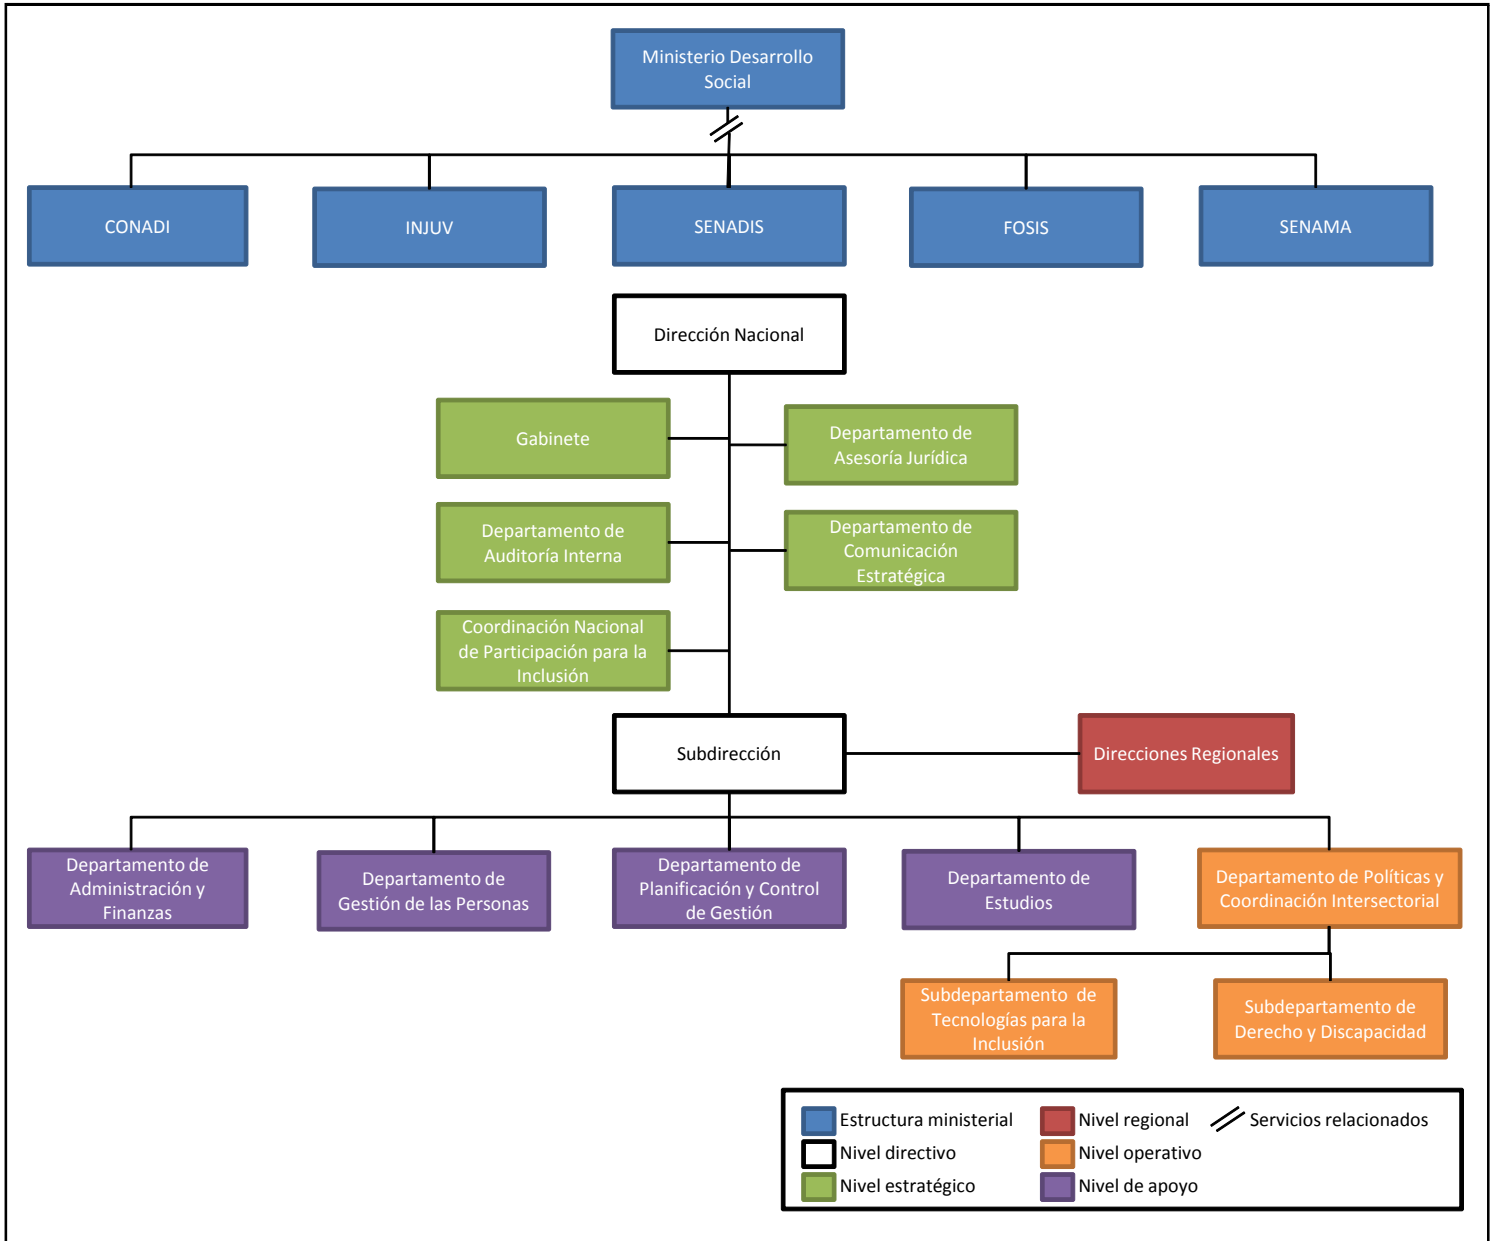 Ministerio Desarrollo
Social
CONADI
INJUV
SENADIS
FOSIS
SENAMA
Dirección Nacional
Gabinete
Departamento de
Asesoría Jurídica
Departamento de
Auditoría Interna
Departamento de
Comunicación
Estratégica
Coordinación Nacional
de Participación para la
Inclusión
Subdirección
Direcciones Regionales
Departamento de
Administración y
Finanzas
Departamento de
Gestión de las Personas
Departamento de
Planificación y Control
de Gestión
Departamento de
Estudios
Departamento de Políticas y
Coordinación Intersectorial
Subdepartamento de
Tecnologías para la
Inclusión
Subdepartamento de
Derecho y Discapacidad
Estructura ministerial
Nivel regional
Servicios relacionados
Nivel directivo
Nivel operativo
Nivel estratégico
Nivel de apoyo